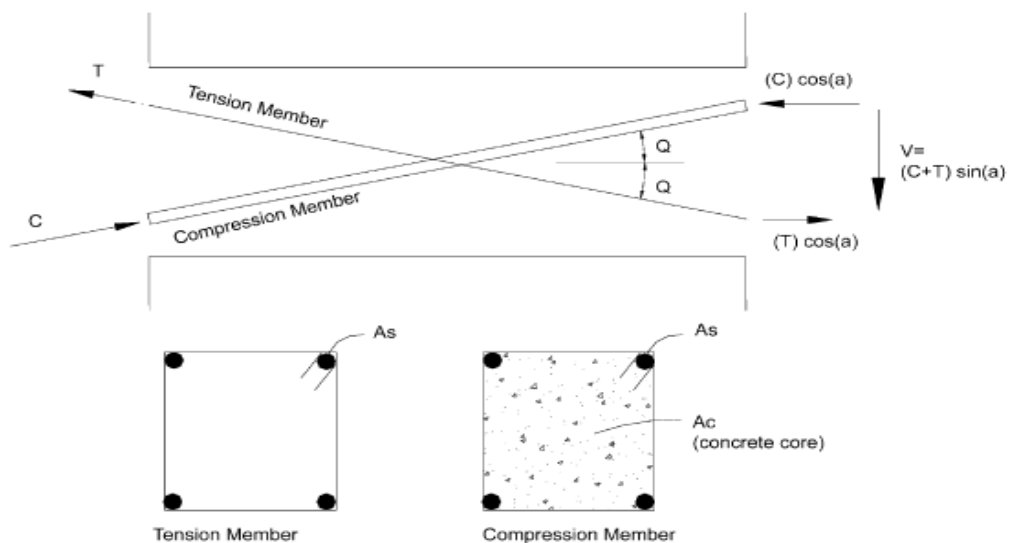 T
Tension Member
(C) cos(a)
Q
V=
(C+T) sin(a)
Q
C
Compression Member
(T) cos(a)
As
As
Ac
(concrete core)
Tension Member
Compression Member